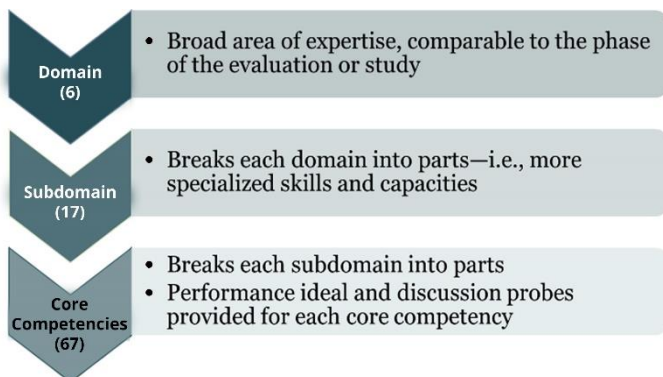 Domain
(6)
• Broad area of expertise, comparable to the phase
of the evaluation or study
Subdomain
(17)
• Breaks each domain into parts—i.e., more
specialized skills and capacities
Core
Competencies
(67)
• Breaks each subdomain into parts
• Performance ideal and discussion probes
provided for each core competency